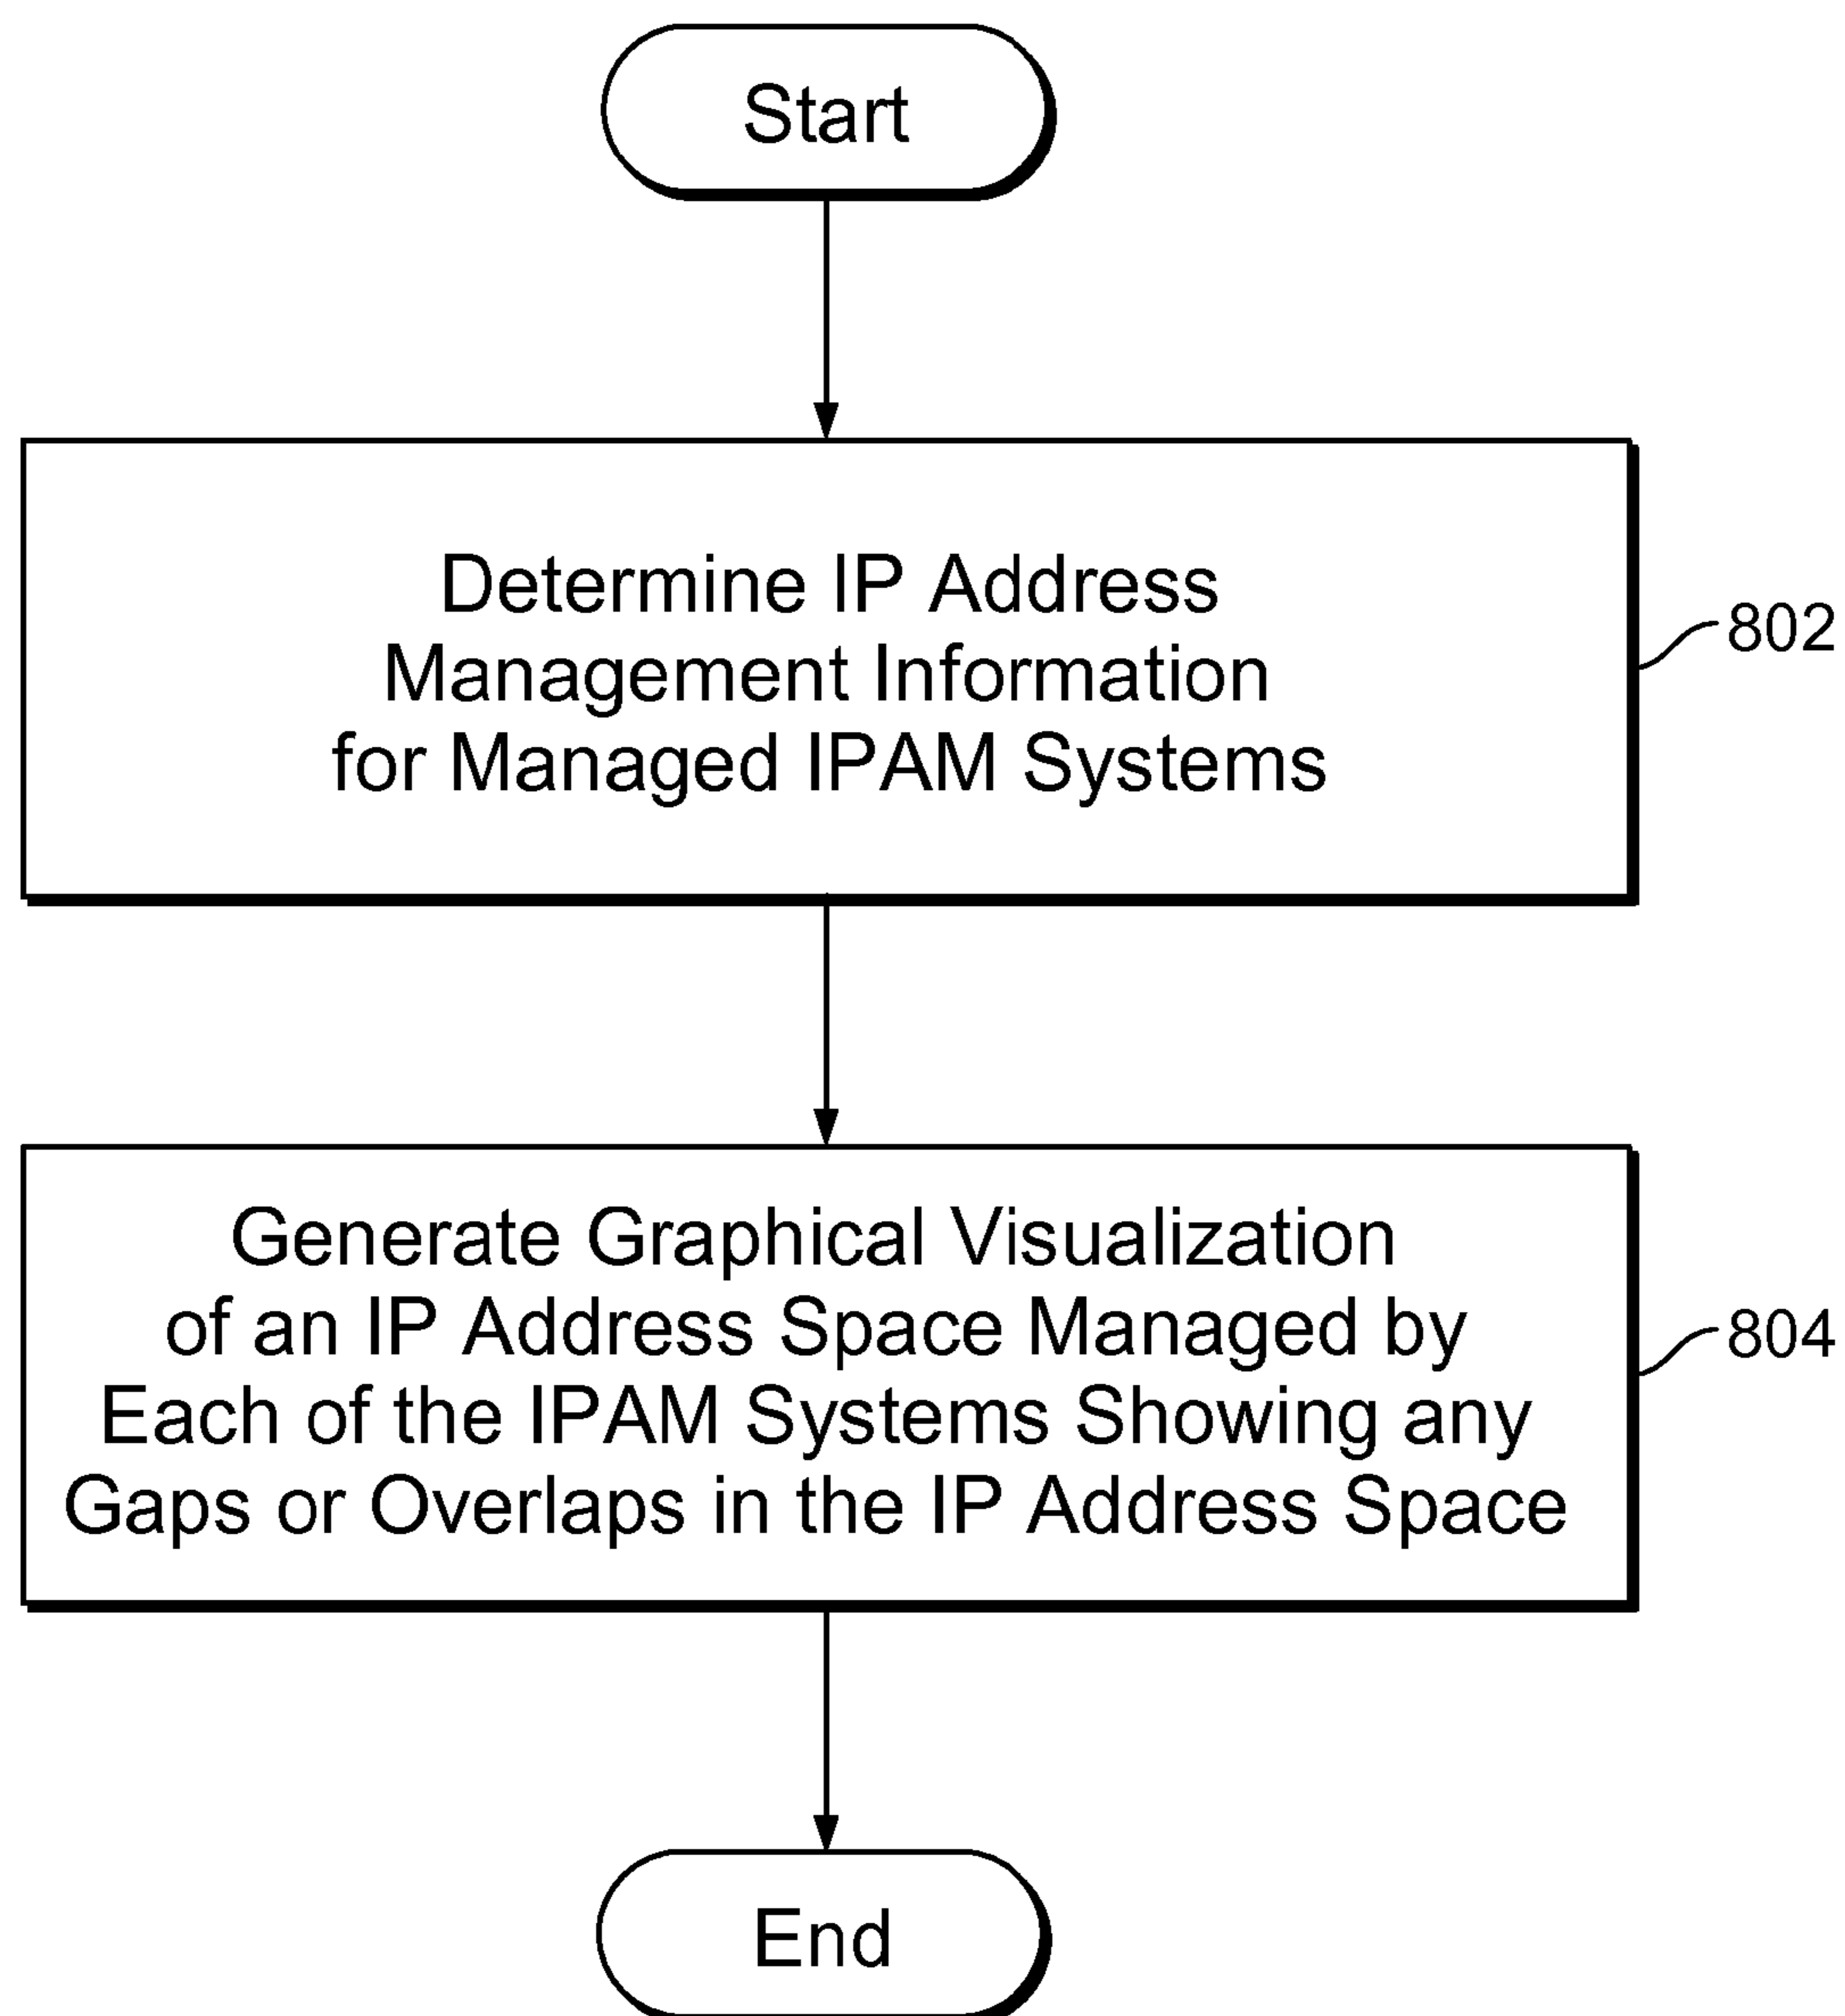 Start
Determine IP Address
Management Information
for Managed IPAM Systems
802
Generate Graphical Visualization
of an IP Address Space Managed by
Each of the IPAM Systems Showing any
Gaps or Overlaps in the IP Address Space
804
End